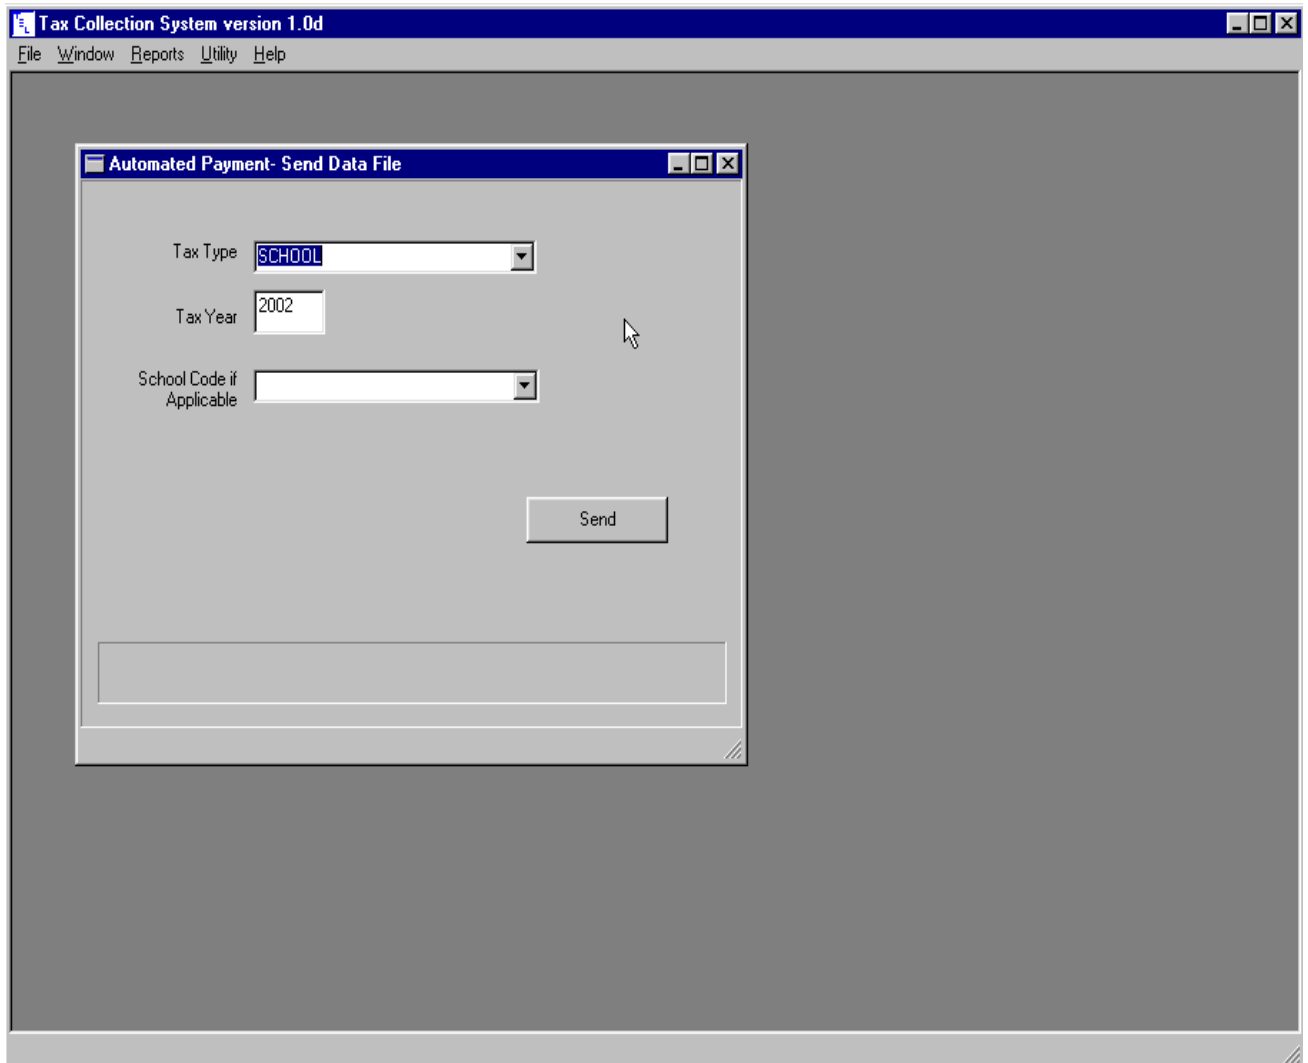 Tax Collection System version 1.0d
File Window Reports Utility Help
Automated Payment- Send Data File
Tax Type SCHOOL
Tax Year 2002
School Code if
Applicable
Send